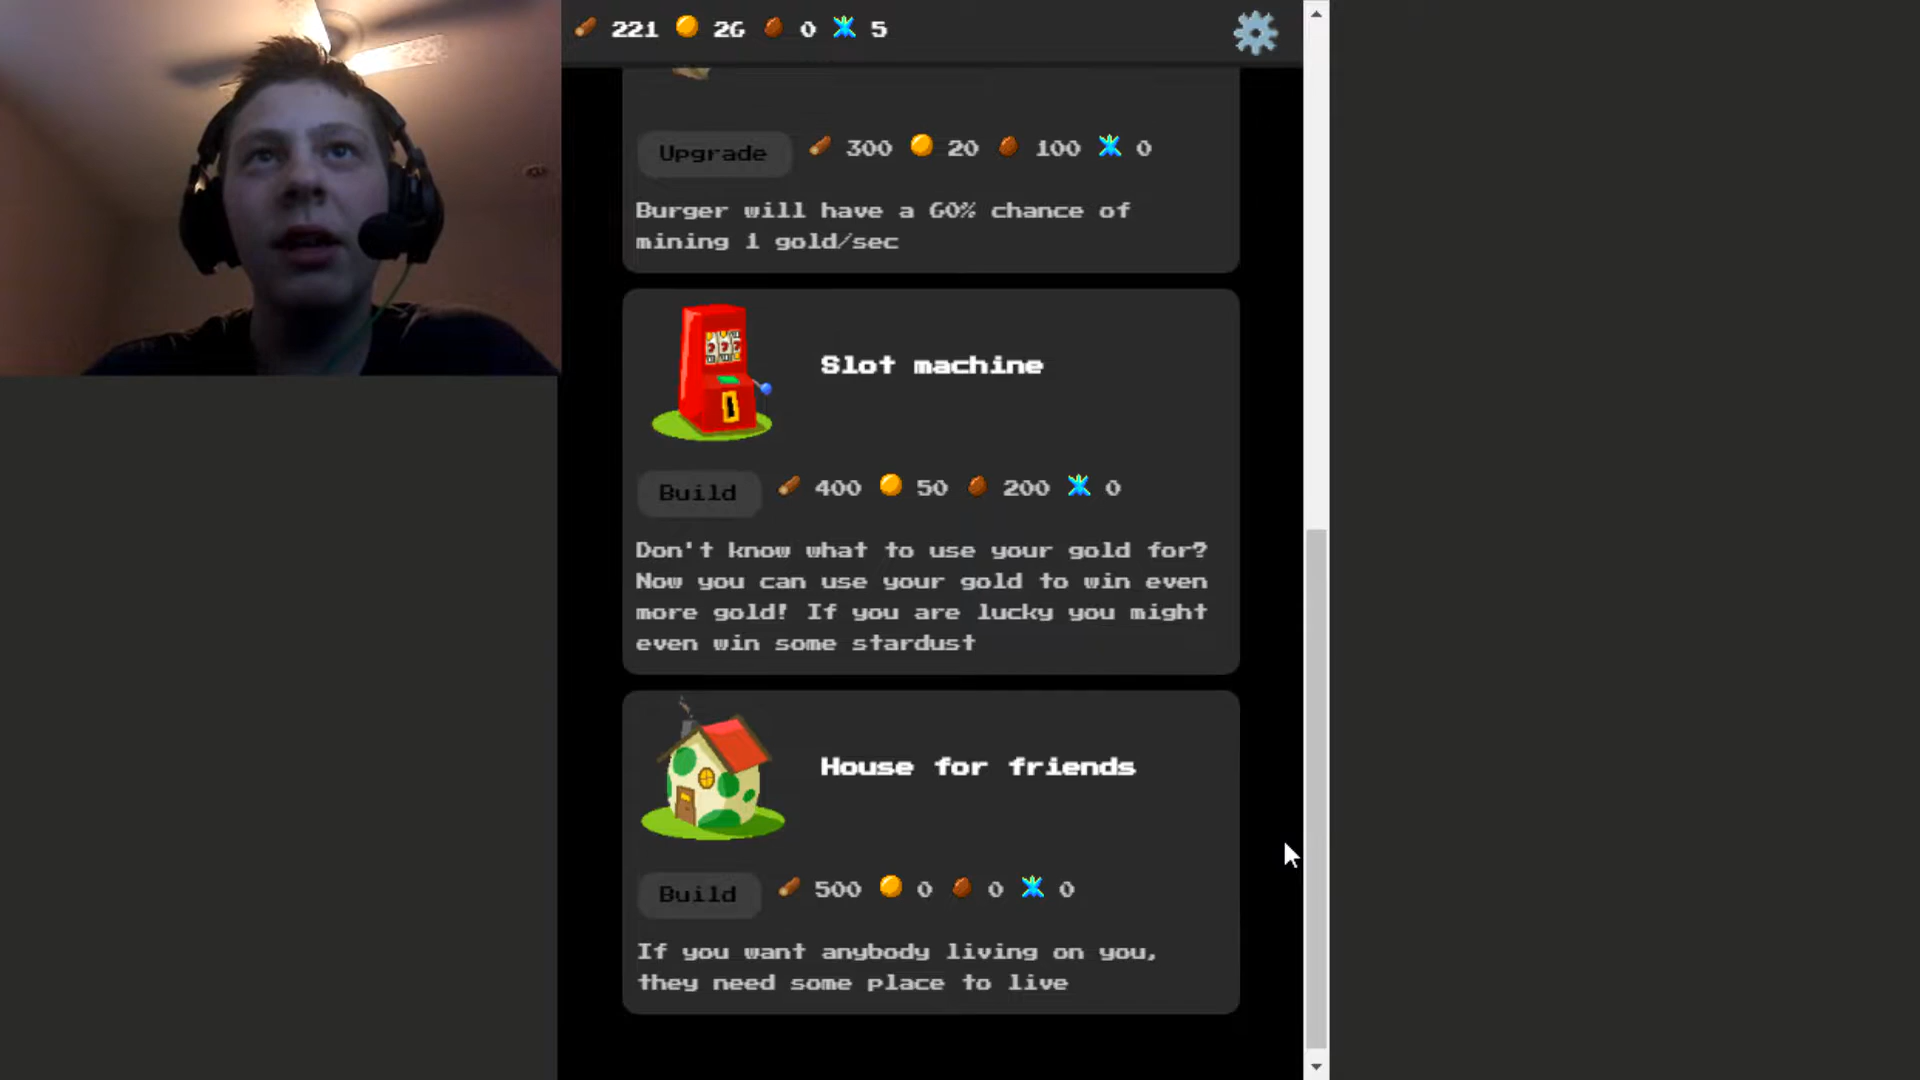 221 26 0 5
Upgrade 300 20 100 0
Burger will have a 60% chance of
mining 1 gold/sec
Slot machine
Build 400 50 200 0
Don't know what to use your gold for?
Now you can use your gold to win even
more gold! If you are lucky you might
even win some stardust
House for friends
Build 500 0 0 0
If you want anybody living on you,
they need some place to live